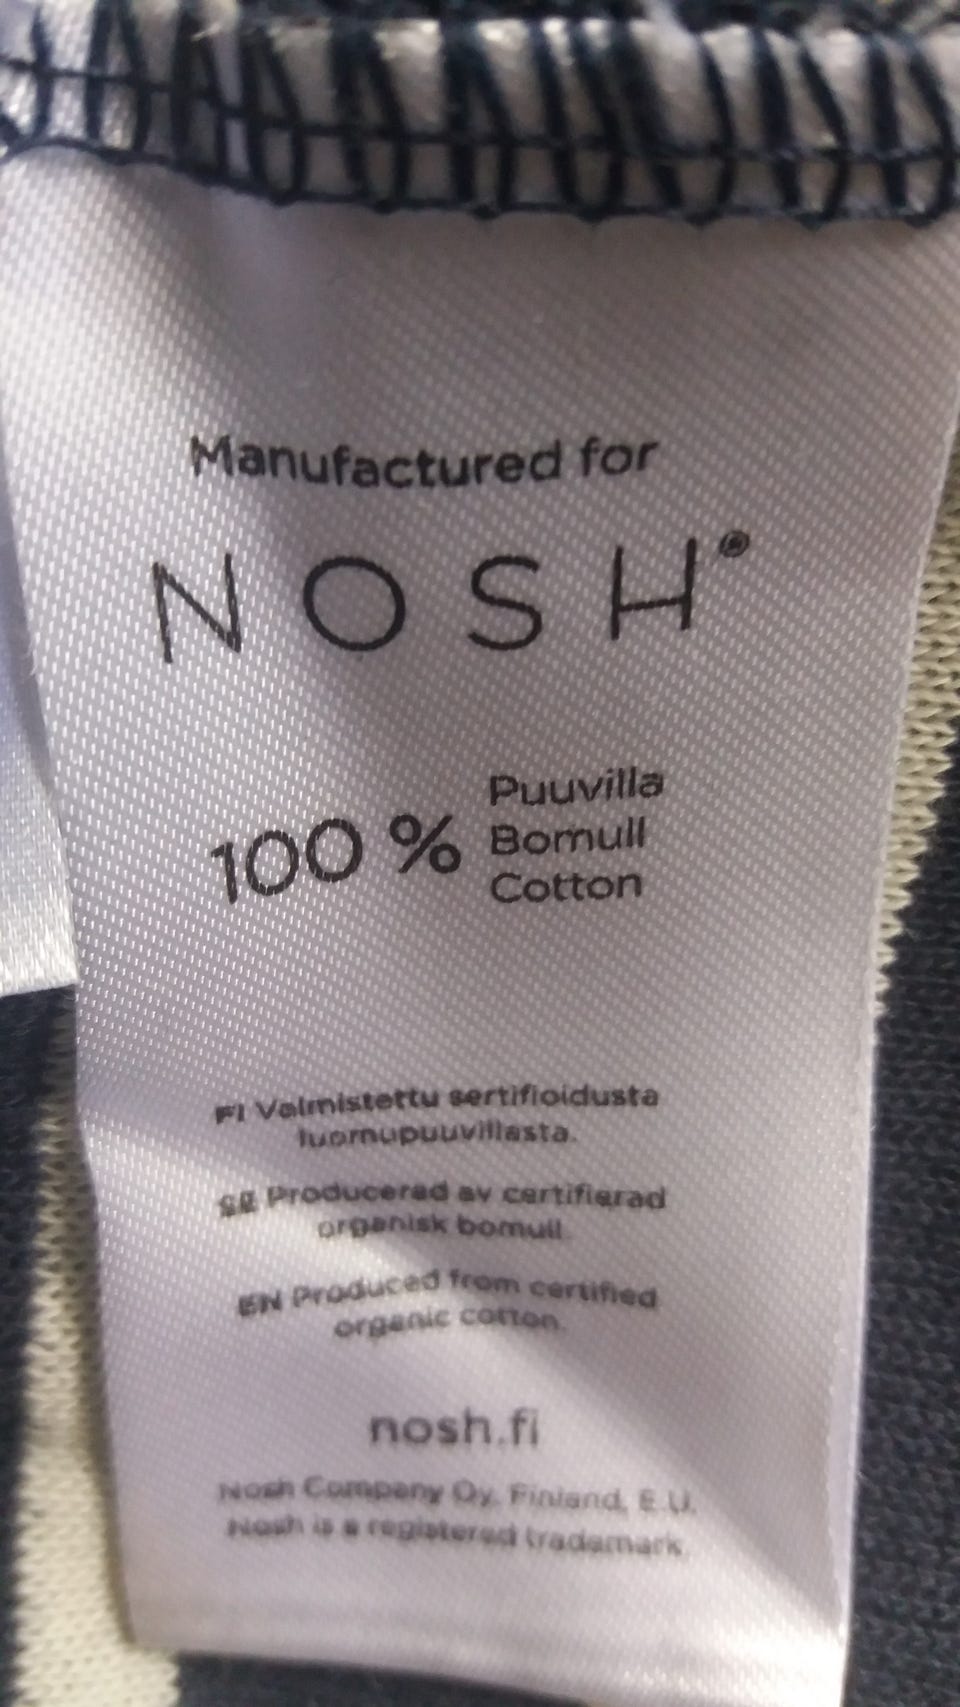 Manufactured for
NOSH®
100 % Puuvilla
Bomull
Cotton
FI Valmistettu sertifioidusta
luomupuuvillasta.
SE Producerad av certifierad
organisk bomull.
EN Produced from certified
organic cotton.
nosh.fi
Nosh Company Oy, Finland, E.U.
Nosh is a registered trademark.